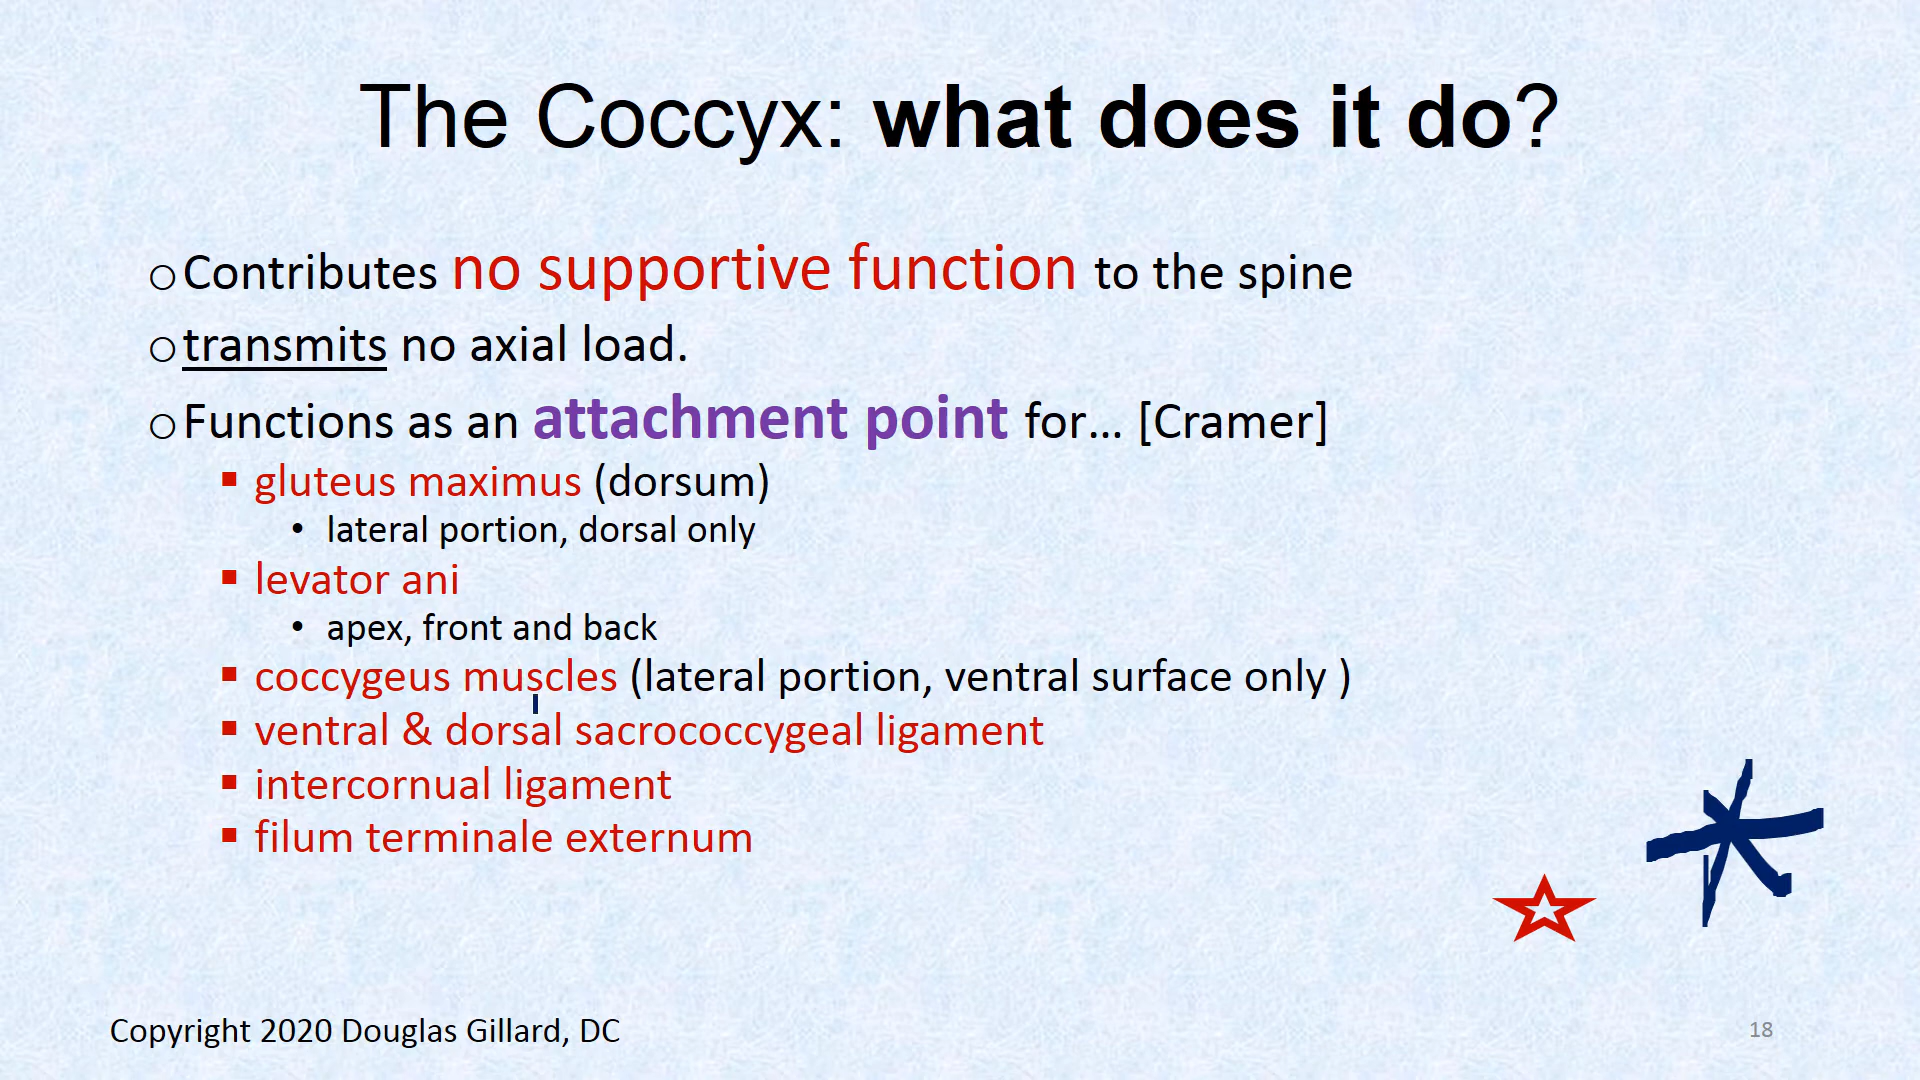 The Coccyx: what does it do?
Contributes no supportive function to the spine
transmits no axial load.
Functions as an attachment point for... [Cramer]
gluteus maximus (dorsum)
lateral portion, dorsal only
levator ani
apex, front and back
coccygeus muscles (lateral portion, ventral surface only )
ventral & dorsal sacrococcygeal ligament
intercornual ligament
filum terminale externum
Copyright 2020 Douglas Gillard, DC
18